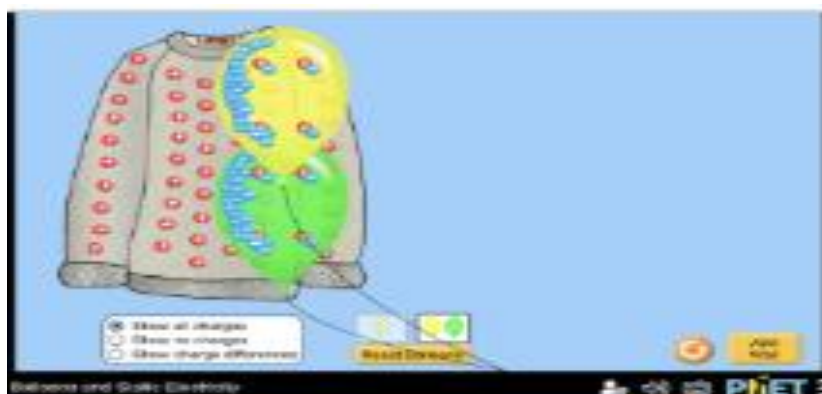 Show all charges
Show no charges
Show charge differences
Reset Balloon
Balloons and Static Electricity
PhET